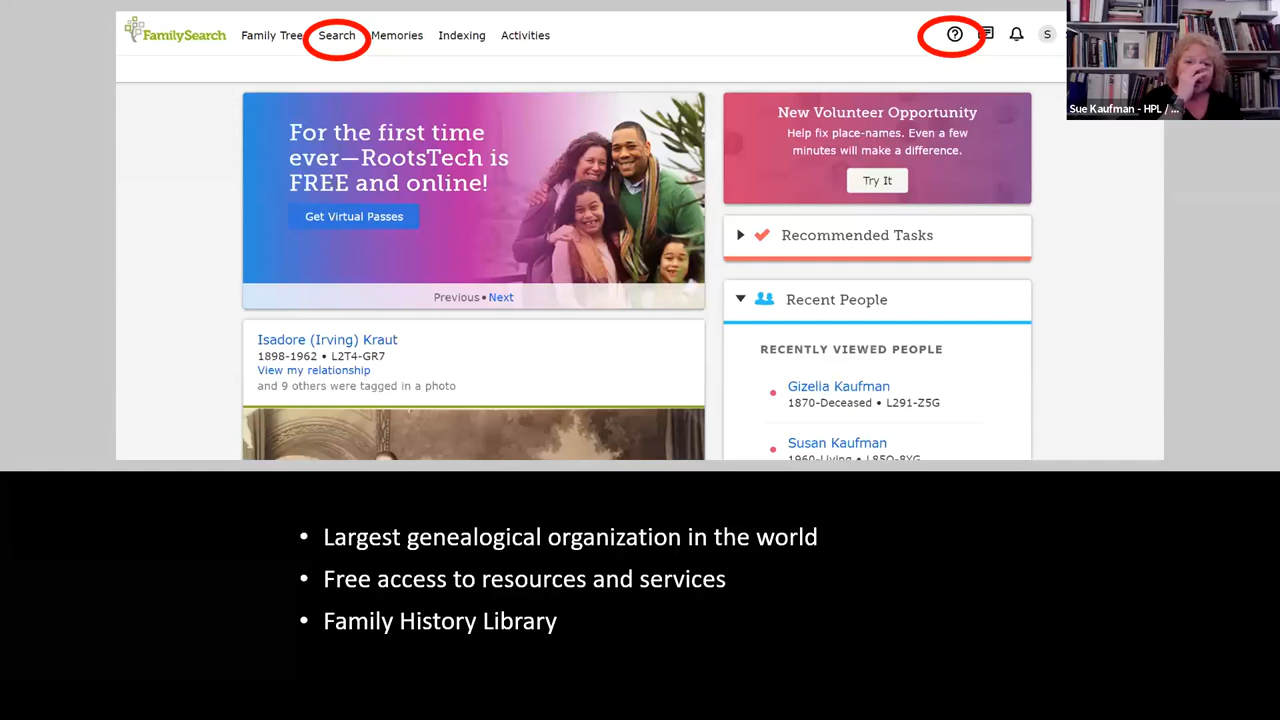 FamilySearch
Family Tree Search Memories Indexing Activities
S
Sue Kaufman - HPL / ...
For the first time
ever—RootsTech is
FREE and online!
Get Virtual Passes
Previous • Next
New Volunteer Opportunity
Help fix place-names. Even a few
minutes will make a difference.
Try It
Recommended Tasks
Recent People
RECENTLY VIEWED PEOPLE
Gizella Kaufman
1870-Deceased • L291-Z5G
Susan Kaufman
1960-Living •
Isadore (Irving) Kraut
1898-1962 • L2T4-GR7
View my relationship
and 9 others were tagged in a photo
• Largest genealogical organization in the world
• Free access to resources and services
• Family History Library